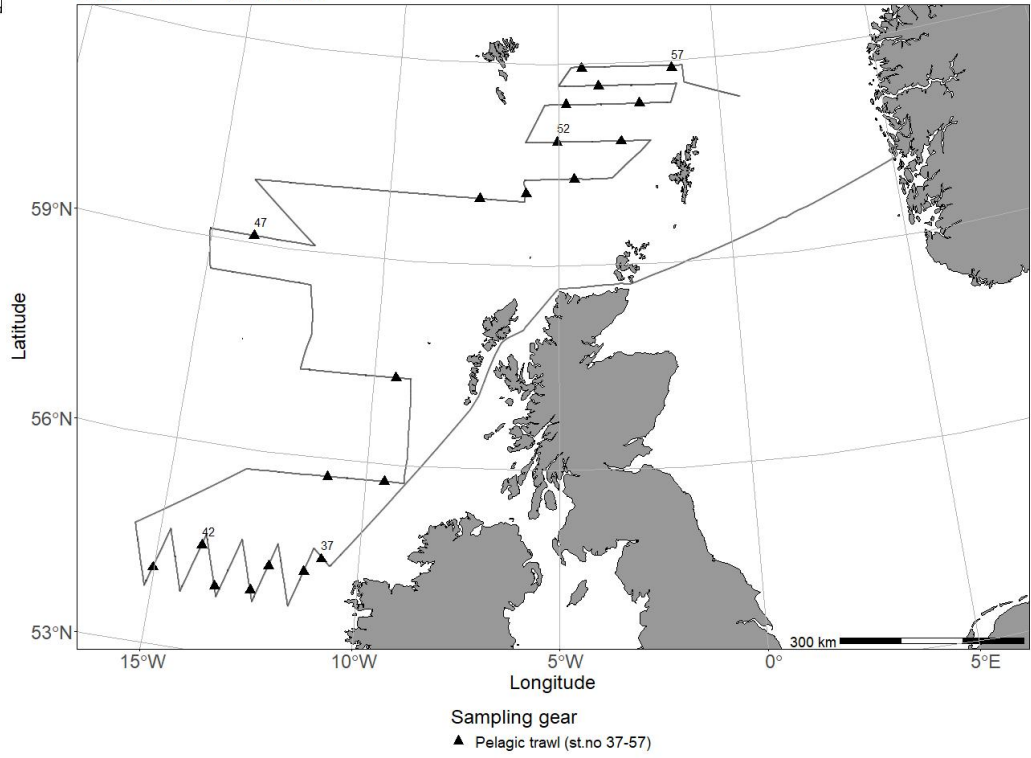 57
52
59°N
47
Latitude
56°N
42
37
53°N
300 km
15°W
10°W
5°W
0°
5°E
Longitude
Sampling gear
Pelagic trawl (st.no 37-57)